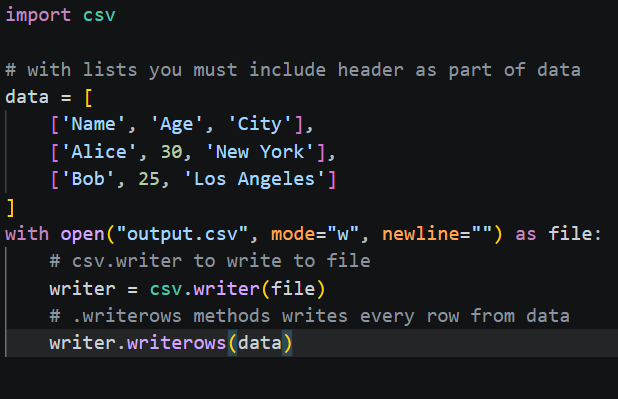 import csv

# with lists you must include header as part of data
data = [
    ['Name', 'Age', 'City'],
    ['Alice', 30, 'New York'],
    ['Bob', 25, 'Los Angeles']
]
with open("output.csv", mode="w", newline="") as file:
    # csv.writer to write to file
    writer = csv.writer(file)
    # .writerows methods writes every row from data
    writer.writerows(data)